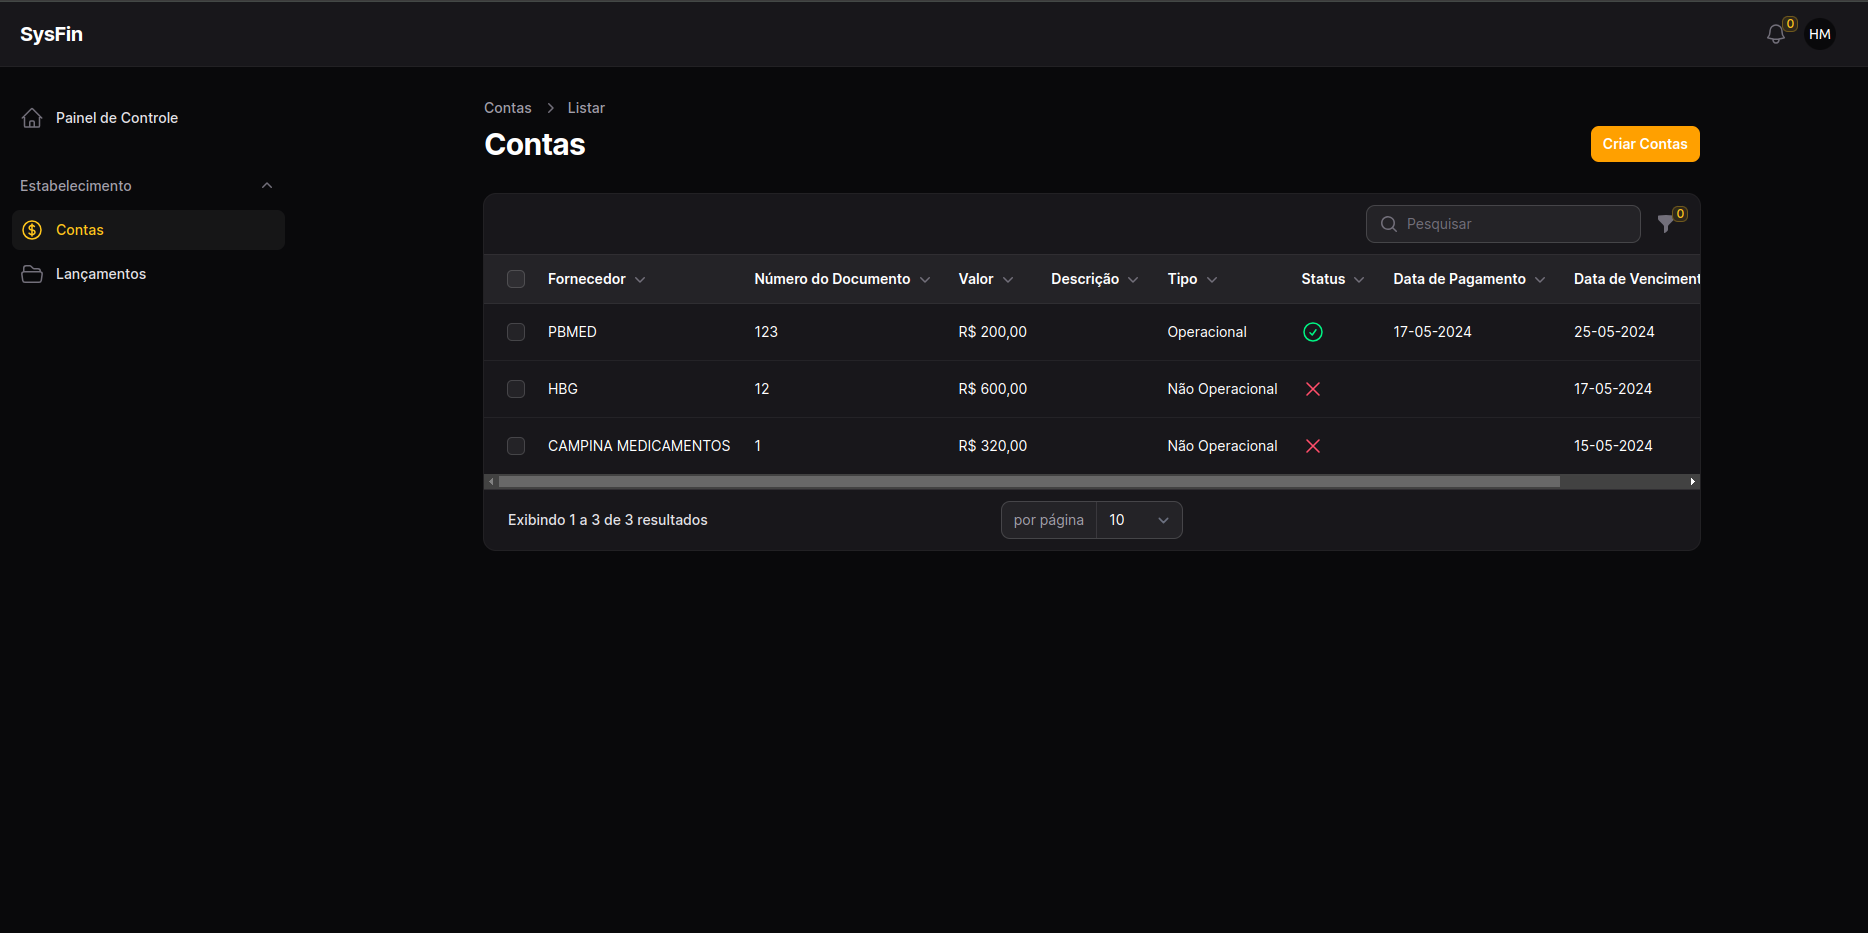 SysFin
0
HM
Painel de Controle
Estabelecimento
Contas
Lançamentos
Contas > Listar
Contas
Criar Contas
Pesquisar
0
Fornecedor Número do Documento Valor Descrição Tipo Status Data de Pagamento Data de Venciment
PBMED 123 R$ 200,00 Operacional 17-05-2024 25-05-2024
HBG 12 R$ 600,00 Não Operacional 17-05-2024
CAMPINA MEDICAMENTOS 1 R$ 320,00 Não Operacional 15-05-2024
Exibindo 1 a 3 de 3 resultados
por página 10